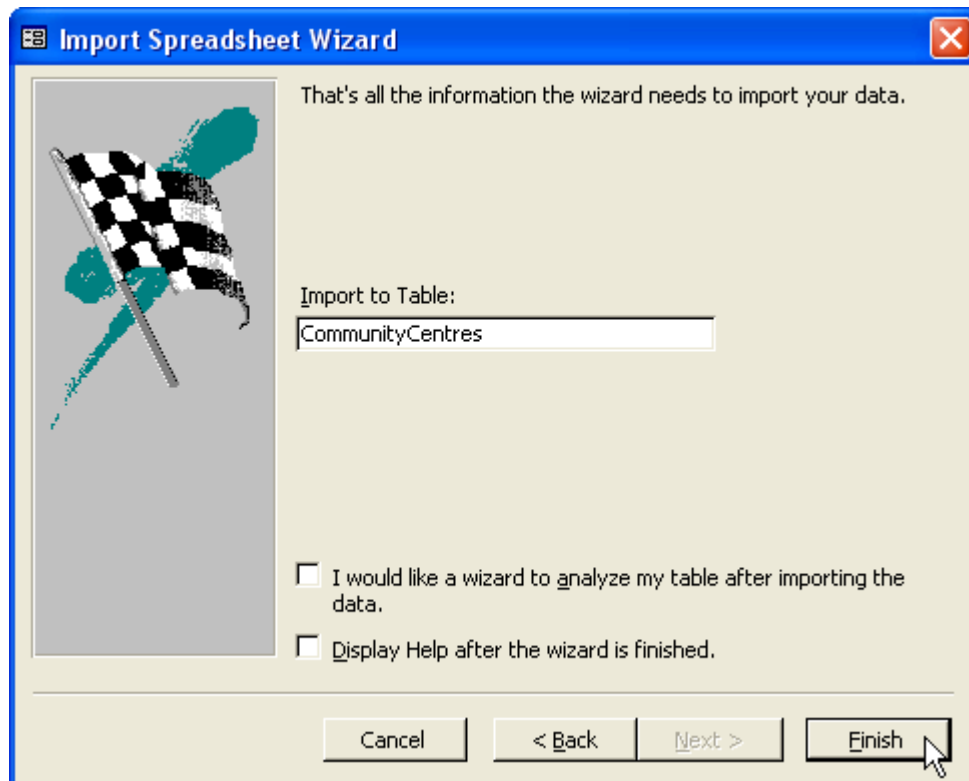 Import Spreadsheet Wizard
That's all the information the wizard needs to import your data.
Import to Table:
CommunityCentres
I would like a wizard to analyze my table after importing the
data.
Display Help after the wizard is finished.
Cancel
< Back
Next >
Finish